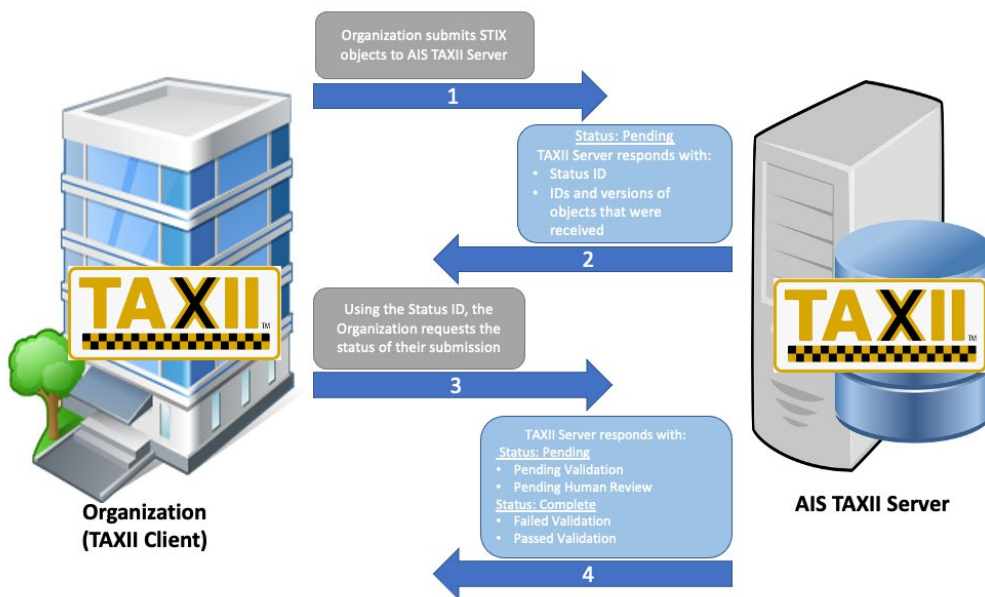 Organization submits STIX
objects to AIS TAXII Server
1
Status: Pending
TAXII Server responds with:
• Status ID
• IDs and versions of
objects that were
received
2
TAXII™
TAXII™
Using the Status ID, the
Organization requests the
status of their submission
3
TAXII Server responds with:
Status: Pending
• Pending Validation
• Pending Human Review
Status: Complete
• Failed Validation
• Passed Validation
4
Organization
(TAXII Client)
AIS TAXII Server